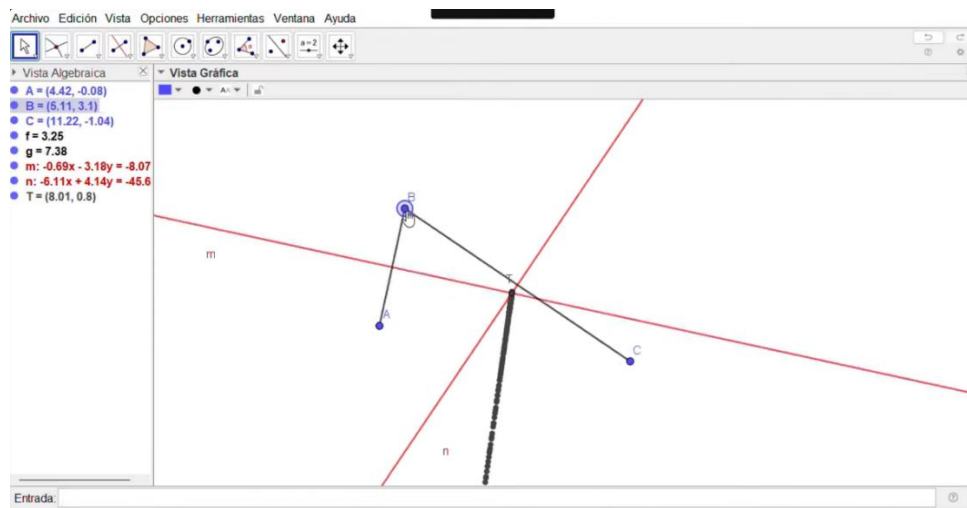 Archivo Edición Vista Opciones Herramientas Ventana Ayuda
a=2
Vista Algebraica
Vista Gráfica
A = (4.42, -0.08)
B = (5.11, 3.1)
C = (11.22, -1.04)
f = 3.25
g = 7.38
m: -0.69x - 3.18y = -8.07
n: -6.11x + 4.14y = -45.6
T = (8.01, 0.8)
B
m
T
A
C
n
Entrada: